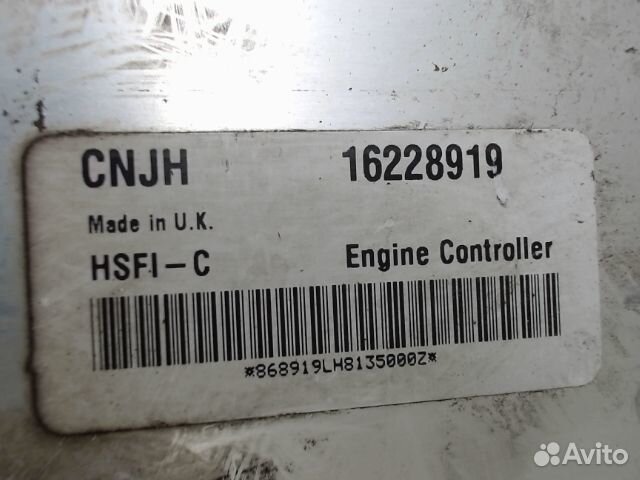 CNJH 16228919
Made in U.K.
HSFI-C Engine Controller
*868919LH8135000Z*
Avito